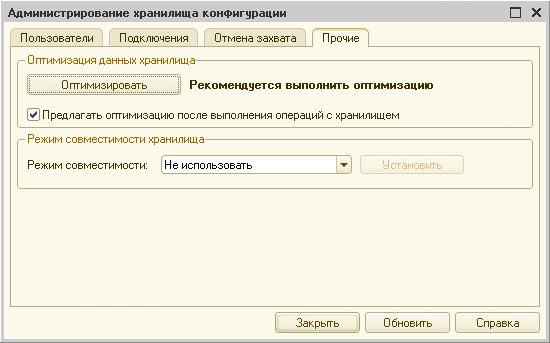 Администрирование хранилища конфигурации
Пользователи Подключения Отмена захвата Прочие
Оптимизация данных хранилища
Оптимизировать Рекомендуется выполнить оптимизацию
Предлагать оптимизацию после выполнения операций с хранилищем
Режим совместимости хранилища
Режим совместимости: Не использовать Установить
Закрыть Обновить Справка